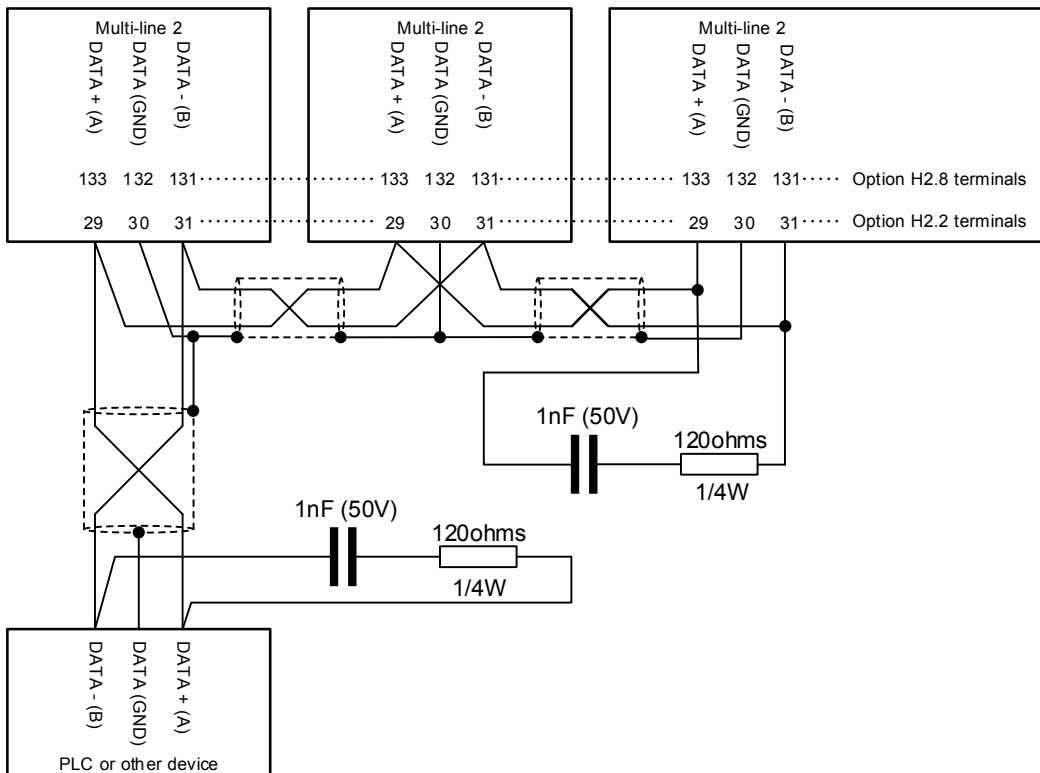 Multi-line 2
DATA + (A)
DATA (GND)
DATA - (B)
133 132 131
29 30 31
Multi-line 2
DATA + (A)
DATA (GND)
DATA - (B)
133 132 131
29 30 31
Multi-line 2
DATA + (A)
DATA (GND)
DATA - (B)
133 132 131 Option H2.8 terminals
29 30 31 Option H2.2 terminals
1nF (50V)
120ohms
1/4W
1nF (50V)
120ohms
1/4W
DATA - (B)
DATA (GND)
DATA + (A)
PLC or other device